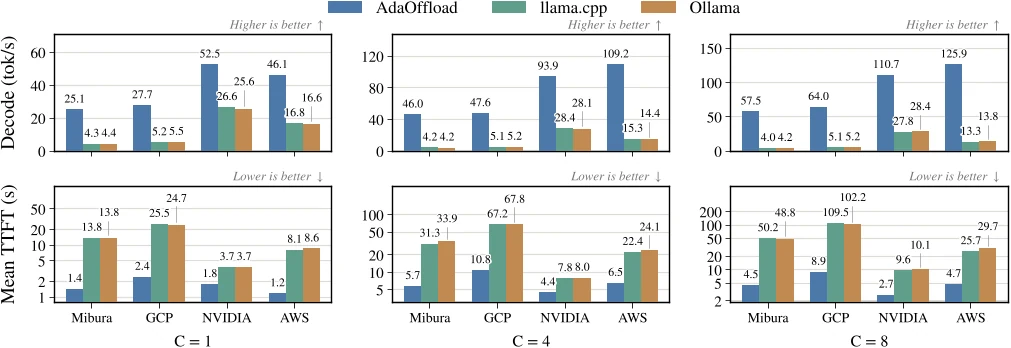 AdaOffload llama.cpp Ollama
Higher is better ↑
Higher is better ↑
Higher is better ↑
Decode (tok/s)
60
40
20
0
25.1 4.3 4.4 27.7 5.2 5.5 52.5 26.6 25.6 46.1 16.8 16.6
120
80
40
0
46.0 4.2 4.2 47.6 5.1 5.2 93.9 28.4 28.1 109.2 15.3 14.4
150
100
50
0
57.5 4.0 4.2 64.0 5.1 5.2 110.7 27.8 28.4 125.9 13.3 13.8
Lower is better ↓
Lower is better ↓
Lower is better ↓
Mean TTFT (s)
50
20
10
5
2
1
1.4 13.8 13.8 2.4 25.5 24.7 1.8 3.7 3.7 1.2 8.1 8.6
Mibura GCP NVIDIA AWS
C = 1
100
50
20
10
5
5.7 31.3 33.9 10.8 67.2 67.8 4.4 7.8 8.0 6.5 22.4 24.1
Mibura GCP NVIDIA AWS
C = 4
200
100
50
20
10
5
2
4.5 50.2 48.8 8.9 109.5 102.2 2.7 9.6 10.1 4.7 25.7 29.7
Mibura GCP NVIDIA AWS
C = 8